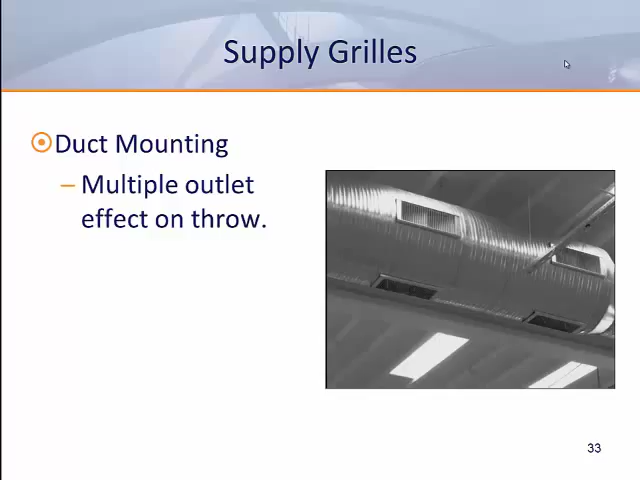 Supply Grilles
Duct Mounting
– Multiple outlet
effect on throw.
33